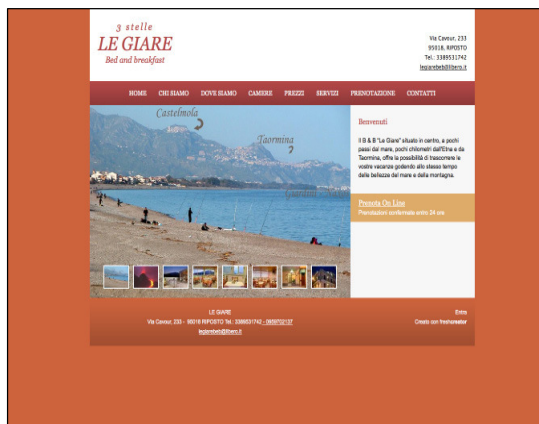 3 stelle
LE GIARE
Bed and breakfast
Via Cavour, 233
95018, RIPOSTO
Tel.: 3389531742
legiarebeb@libero.it
HOME CHI SIAMO DOVE SIAMO CAMERE PREZZI SERVIZI PRENOTAZIONE CONTATTI
Castelmola
Taormina
Giardini
Benvenuti
Il B & B "Le Giare" situato in centro, a pochi
passi dal mare, pochi chilometri dall'Etna e da
Taormina, offre la possibilità di trascorrere le
vostre vacanze godendo allo stesso tempo
delle bellezze del mare e della montagna.
Prenota On Line
Prenotazioni confermate entro 24 ore
LE GIARE
Via Cavour, 233 - 95018 RIPOSTO Tel.: 3389531742 - 0959702137
legiarebeb@libero.it
Entra
Creato con freshcreator